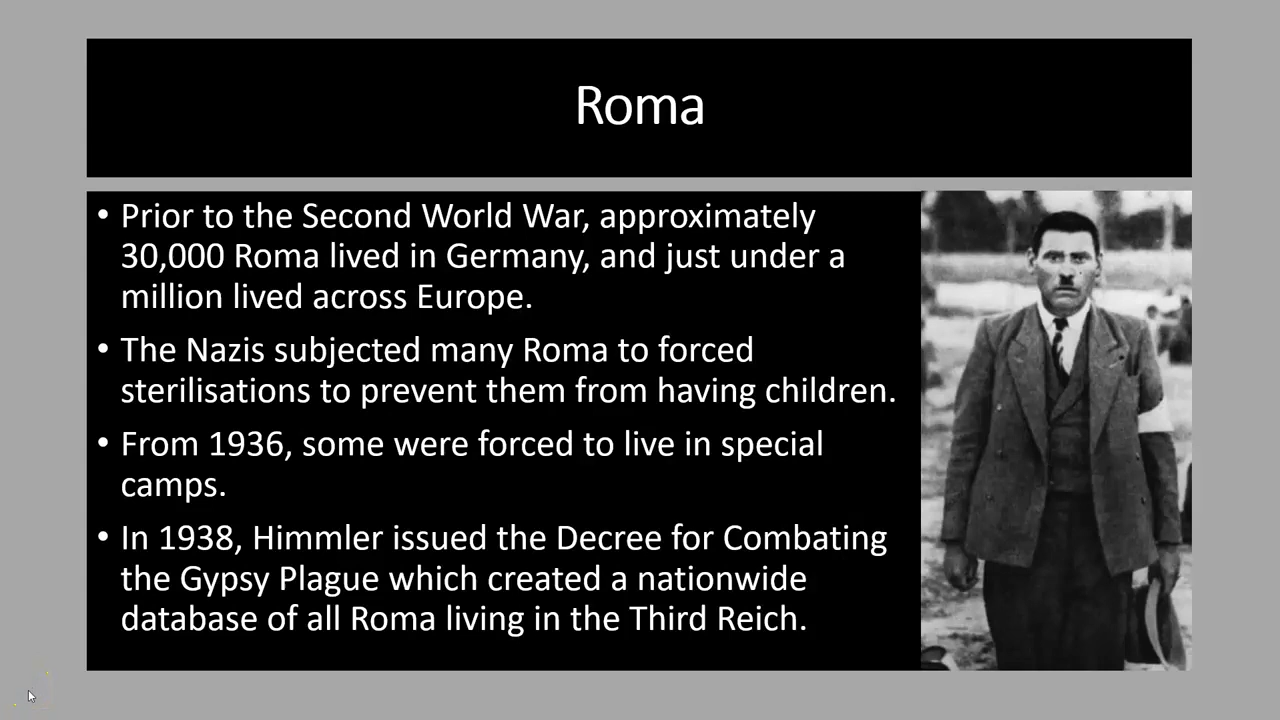 Roma
• Prior to the Second World War, approximately
30,000 Roma lived in Germany, and just under a
million lived across Europe.
• The Nazis subjected many Roma to forced
sterilisations to prevent them from having children.
• From 1936, some were forced to live in special
camps.
• In 1938, Himmler issued the Decree for Combating
the Gypsy Plague which created a nationwide
database of all Roma living in the Third Reich.